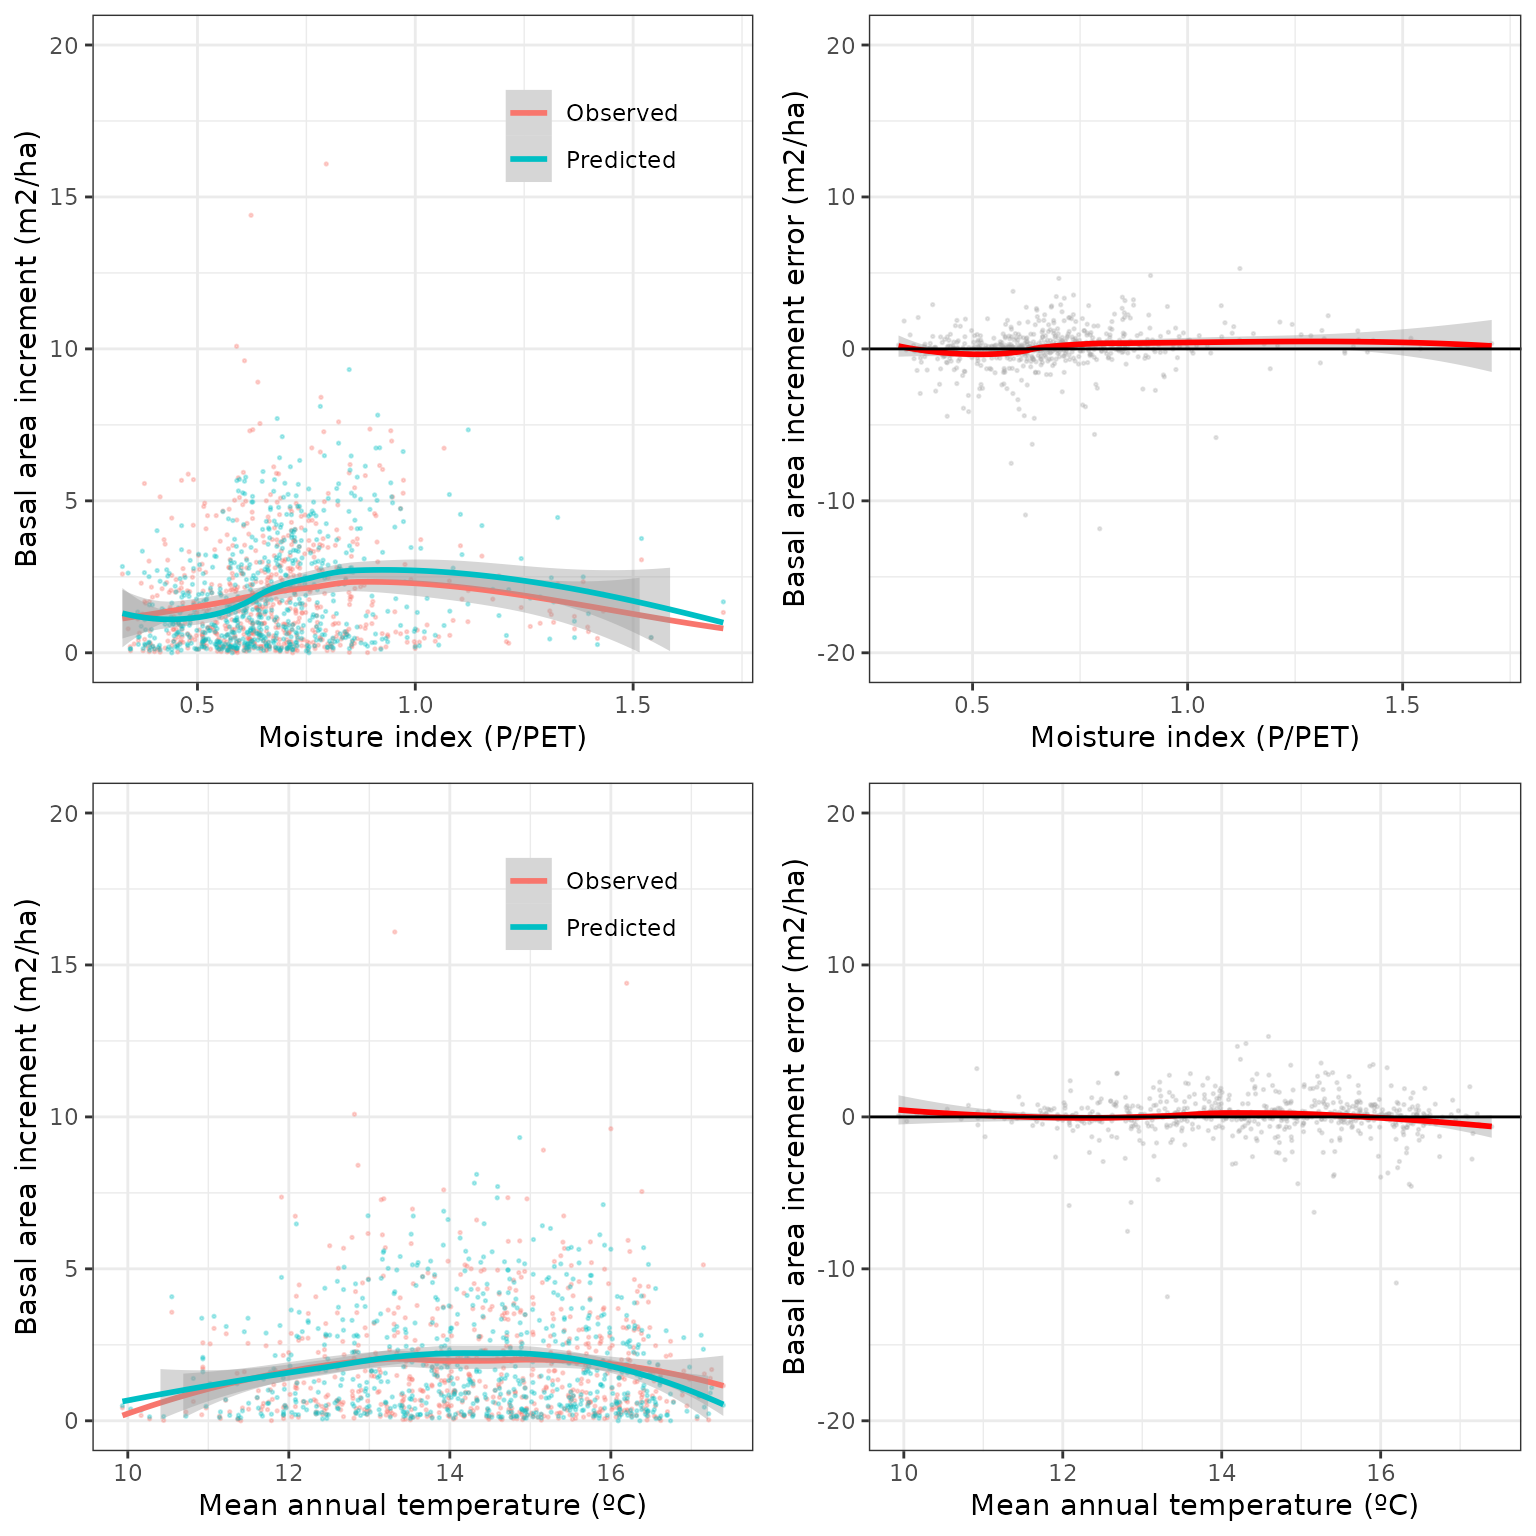 Basal area increment (m2/ha)
20
15
10
5
0
Observed
Predicted
0.5 1.0 1.5
Moisture index (P/PET)
Basal area increment error (m2/ha)
20
10
0
-10
-20
0.5 1.0 1.5
Moisture index (P/PET)
Basal area increment (m2/ha)
20
15
10
5
0
Observed
Predicted
10 12 14 16
Mean annual temperature (ºC)
Basal area increment error (m2/ha)
20
10
0
-10
-20
10 12 14 16
Mean annual temperature (ºC)